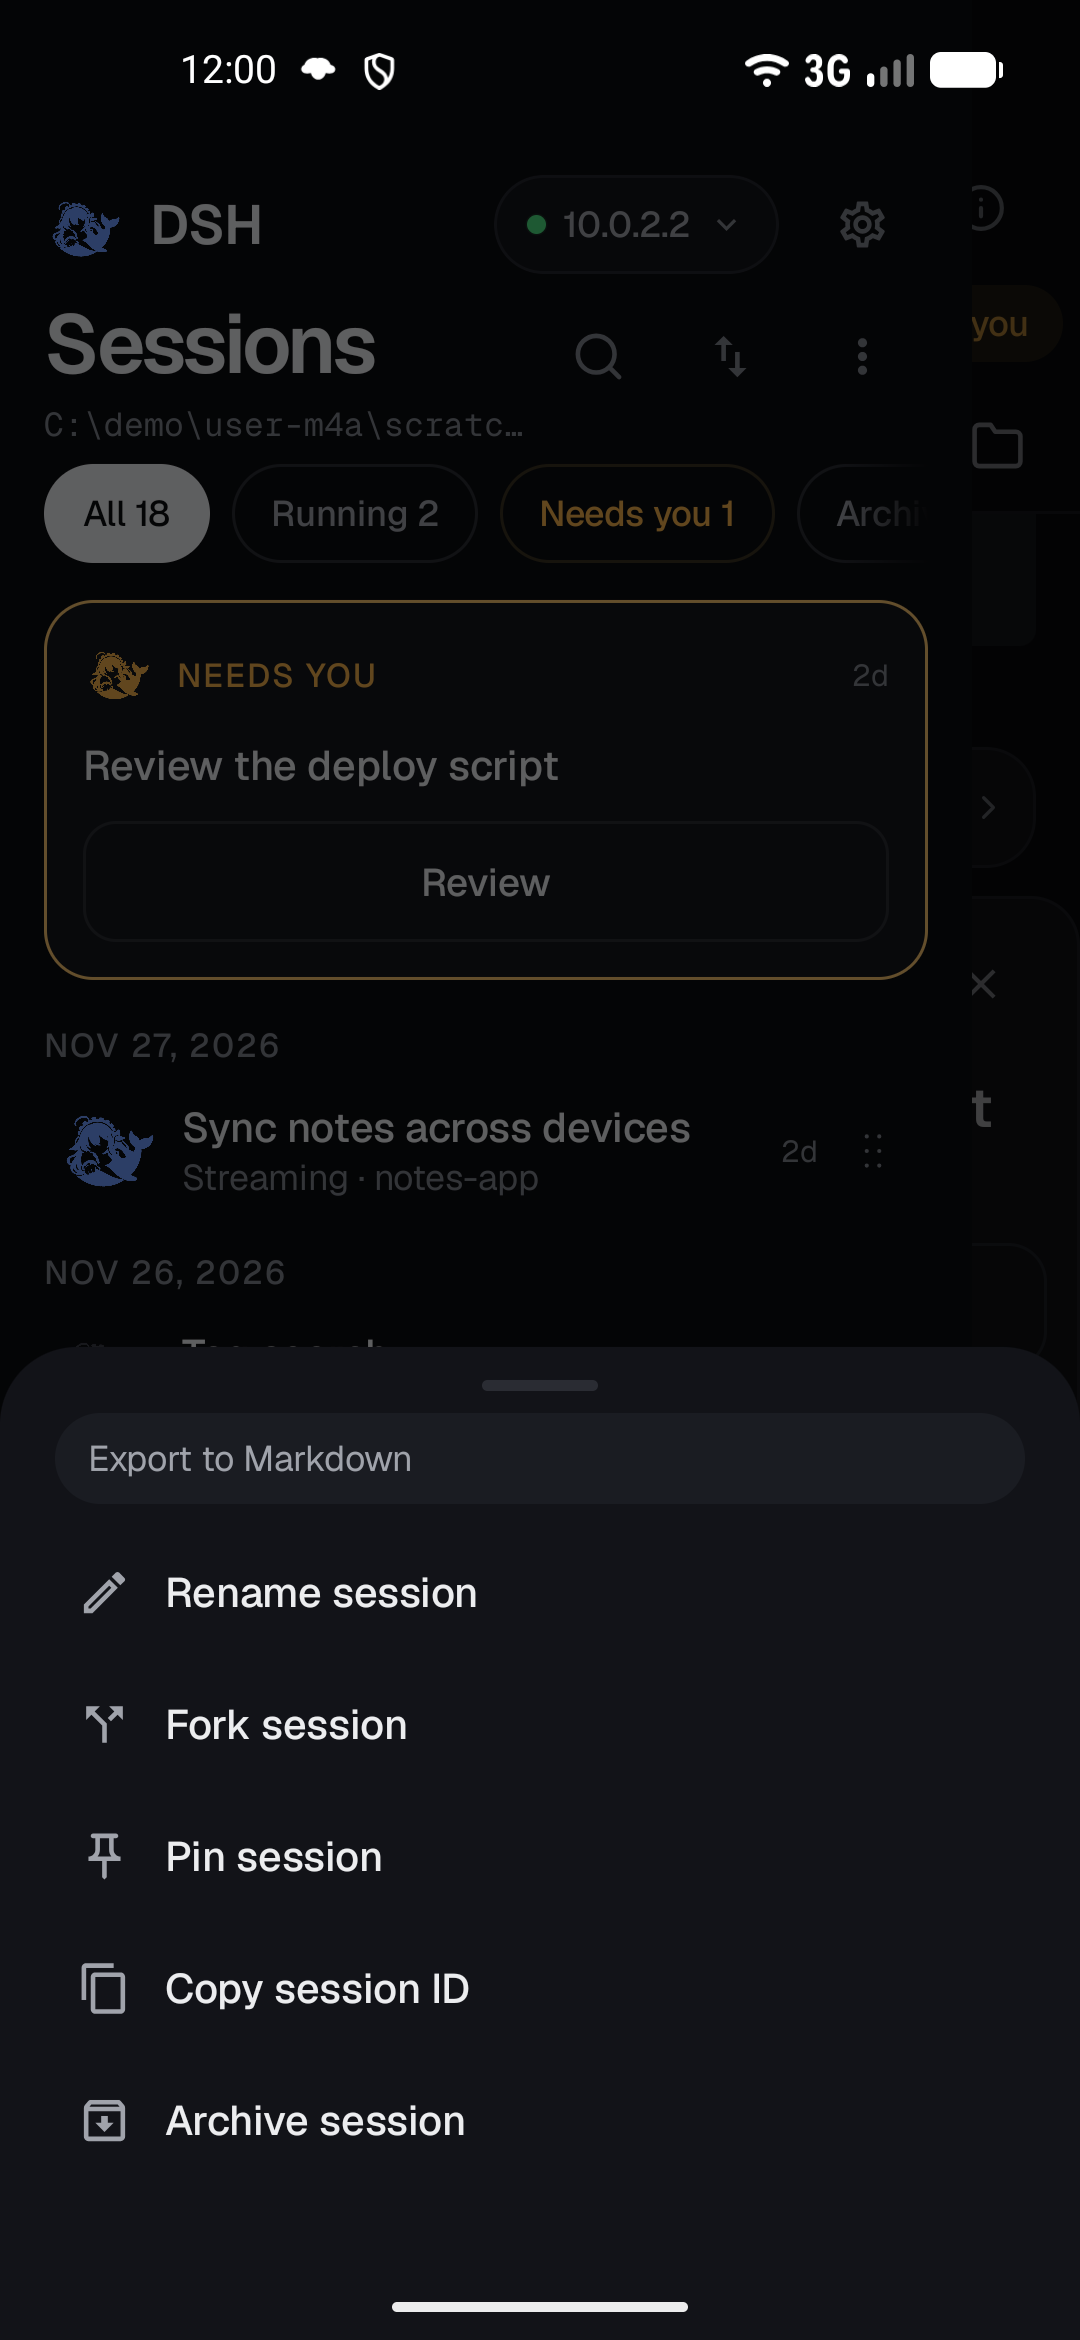 12:00
3G
DSH
10.0.2.2
Sessions
you
C:\demo\user-m4a\scratc…
All 18
Running 2
Needs you 1
Archi
NEEDS YOU
2d
Review the deploy script
Review
NOV 27, 2026
t
Sync notes across devices
2d
Streaming · notes-app
NOV 26, 2026
Export to Markdown
Rename session
Fork session
Pin session
Copy session ID
Archive session